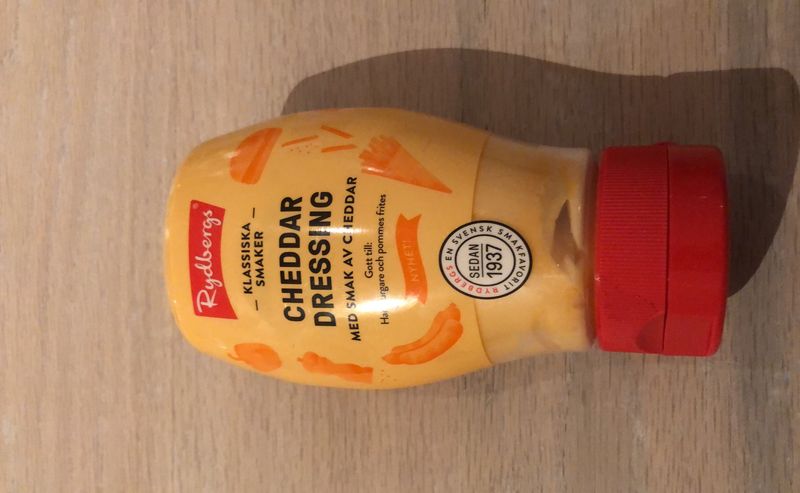 Rydbergs
KLASSISKA
SMAKER
CHEDDAR
DRESSING
MED SMAK AV CHEDDAR
Gott till:
Hamburgare och pommes frites
NYHET!
RYDBERGS EN SVENSK SMAKFAVORIT
SEDAN
1937